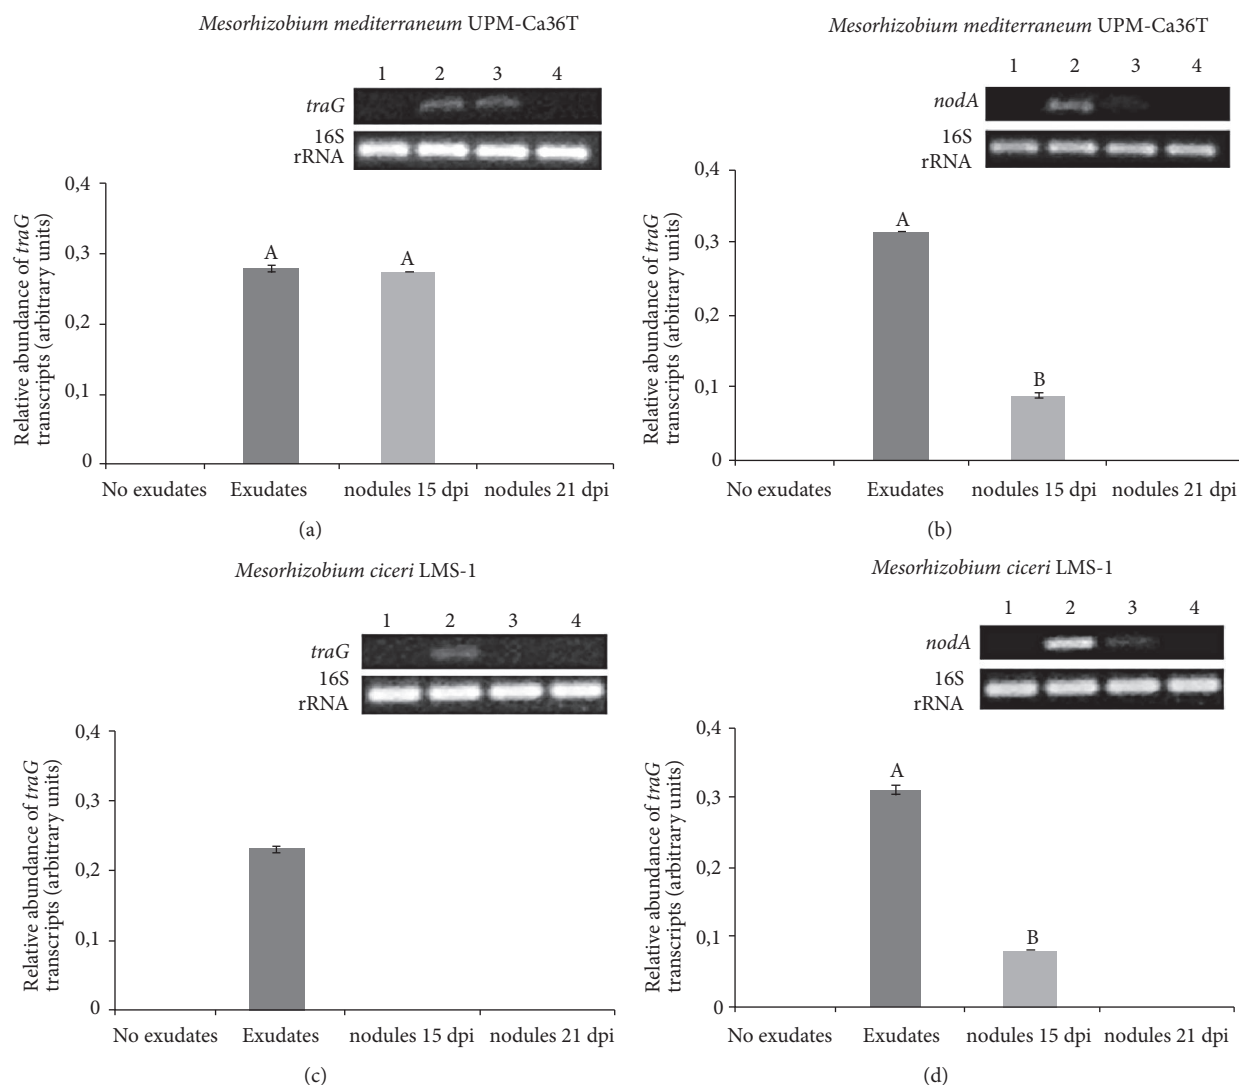 Mesorhizobium mediterraneum UPM-Ca36T
1 2 3 4
traG
16S
rRNA
Relative abundance of traG
transcripts (arbitrary units)
0,4
0,3
0,2
0,1
0
A
A
No exudates
Exudates
nodules 15 dpi
nodules 21 dpi
(a)
Mesorhizobium mediterraneum UPM-Ca36T
1 2 3 4
nodA
16S
rRNA
Relative abundance of traG
transcripts (arbitrary units)
0,4
0,3
0,2
0,1
0
A
B
No exudates
Exudates
nodules 15 dpi
nodules 21 dpi
(b)
Mesorhizobium ciceri LMS-1
1 2 3 4
traG
16S
rRNA
Relative abundance of traG
transcripts (arbitrary units)
0,4
0,3
0,2
0,1
0
No exudates
Exudates
nodules 15 dpi
nodules 21 dpi
(c)
Mesorhizobium ciceri LMS-1
1 2 3 4
nodA
16S
rRNA
Relative abundance of traG
transcripts (arbitrary units)
0,4
0,3
0,2
0,1
0
A
B
No exudates
Exudates
nodules 15 dpi
nodules 21 dpi
(d)